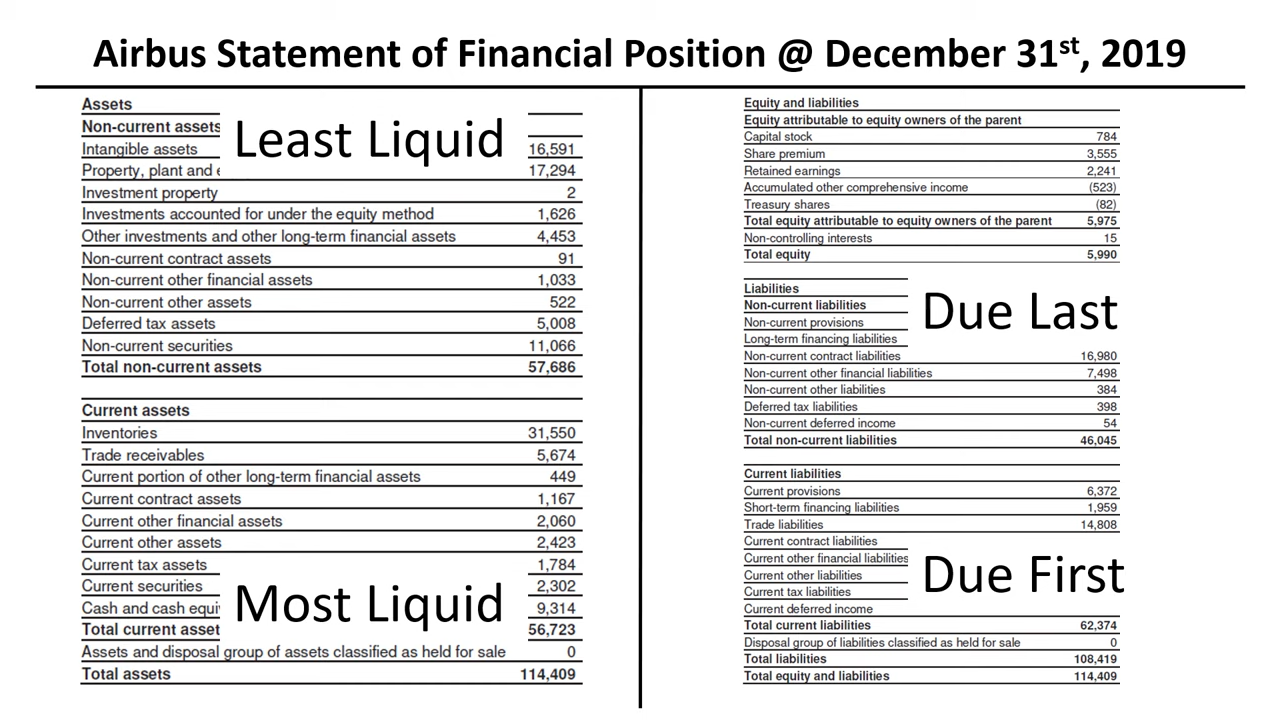 Airbus Statement of Financial Position @ December 31st, 2019
Assets
Non-current assets
Least Liquid
Intangible assets 16,591
Property, plant and 17,294
Investment property 2
Investments accounted for under the equity method 1,626
Other investments and other long-term financial assets 4,453
Non-current contract assets 91
Non-current other financial assets 1,033
Non-current other assets 522
Deferred tax assets 5,008
Non-current securities 11,066
Total non-current assets 57,686
Current assets
Inventories 31,550
Trade receivables 5,674
Current portion of other long-term financial assets 449
Current contract assets 1,167
Current other financial assets 2,060
Current other assets 2,423
Current tax assets 1,784
Current securities 2,302
Most Liquid
Cash and cash equi 9,314
Total current asset 56,723
Assets and disposal group of assets classified as held for sale 0
Total assets 114,409
Equity and liabilities
Equity attributable to equity owners of the parent
Capital stock 784
Share premium 3,555
Retained earnings 2,241
Accumulated other comprehensive income (523)
Treasury shares (82)
Total equity attributable to equity owners of the parent 5,975
Non-controlling interests 15
Total equity 5,990
Liabilities
Non-current liabilities
Due Last
Non-current provisions
Long-term financing liabilities
Non-current contract liabilities 16,980
Non-current other financial liabilities 7,498
Non-current other liabilities 384
Deferred tax liabilities 398
Non-current deferred income 54
Total non-current liabilities 46,045
Current liabilities
Current provisions 6,372
Short-term financing liabilities 1,959
Trade liabilities 14,808
Current contract liabilities
Current other financial liabilities
Due First
Current other liabilities
Current tax liabilities
Current deferred income
Total current liabilities 62,374
Disposal group of liabilities classified as held for sale 0
Total liabilities 108,419
Total equity and liabilities 114,409